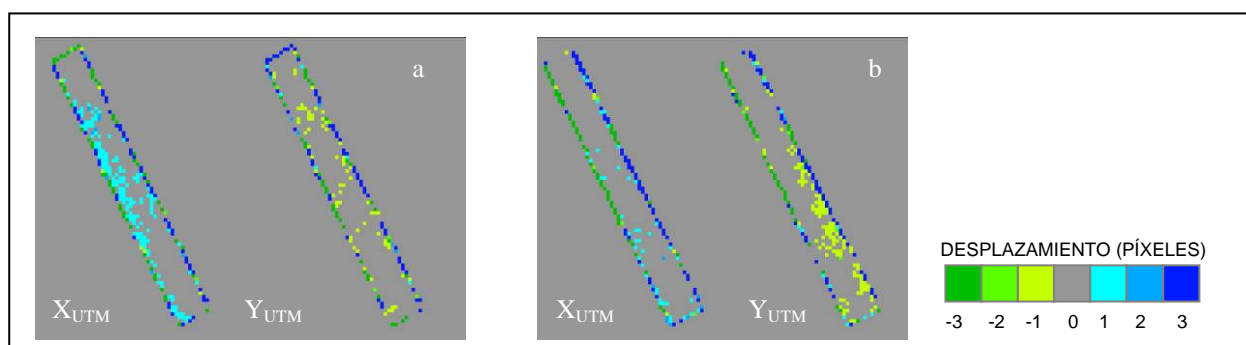 a
X_UTM Y_UTM
b
X_UTM Y_UTM
DESPLAZAMIENTO (PÍXELES)
-3 -2 -1 0 1 2 3